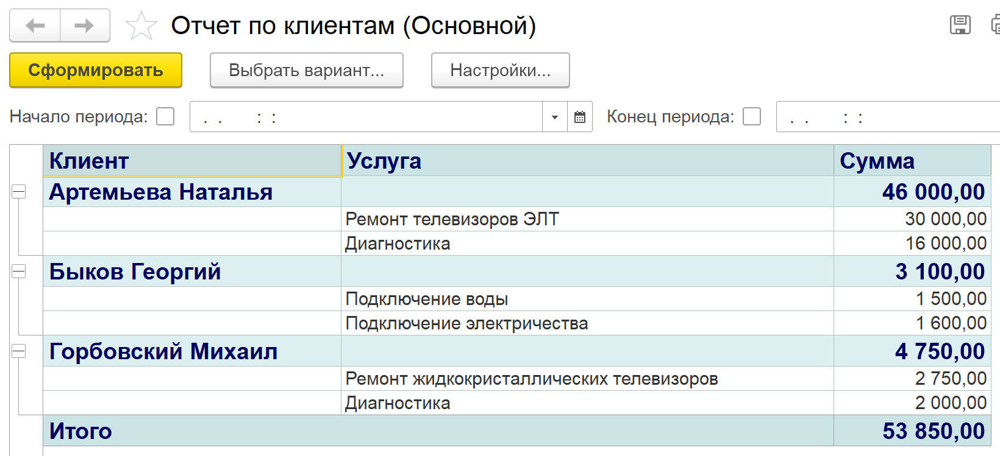 Отчет по клиентам (Основной)
Сформировать Выбрать вариант... Настройки...
Начало периода: . . : : Конец периода: . . : :
Клиент Услуга Сумма
Артемьева Наталья 46 000,00
Ремонт телевизоров ЭЛТ 30 000,00
Диагностика 16 000,00
Быков Георгий 3 100,00
Подключение воды 1 500,00
Подключение электричества 1 600,00
Горбовский Михаил 4 750,00
Ремонт жидкокристаллических телевизоров 2 750,00
Диагностика 2 000,00
Итого 53 850,00